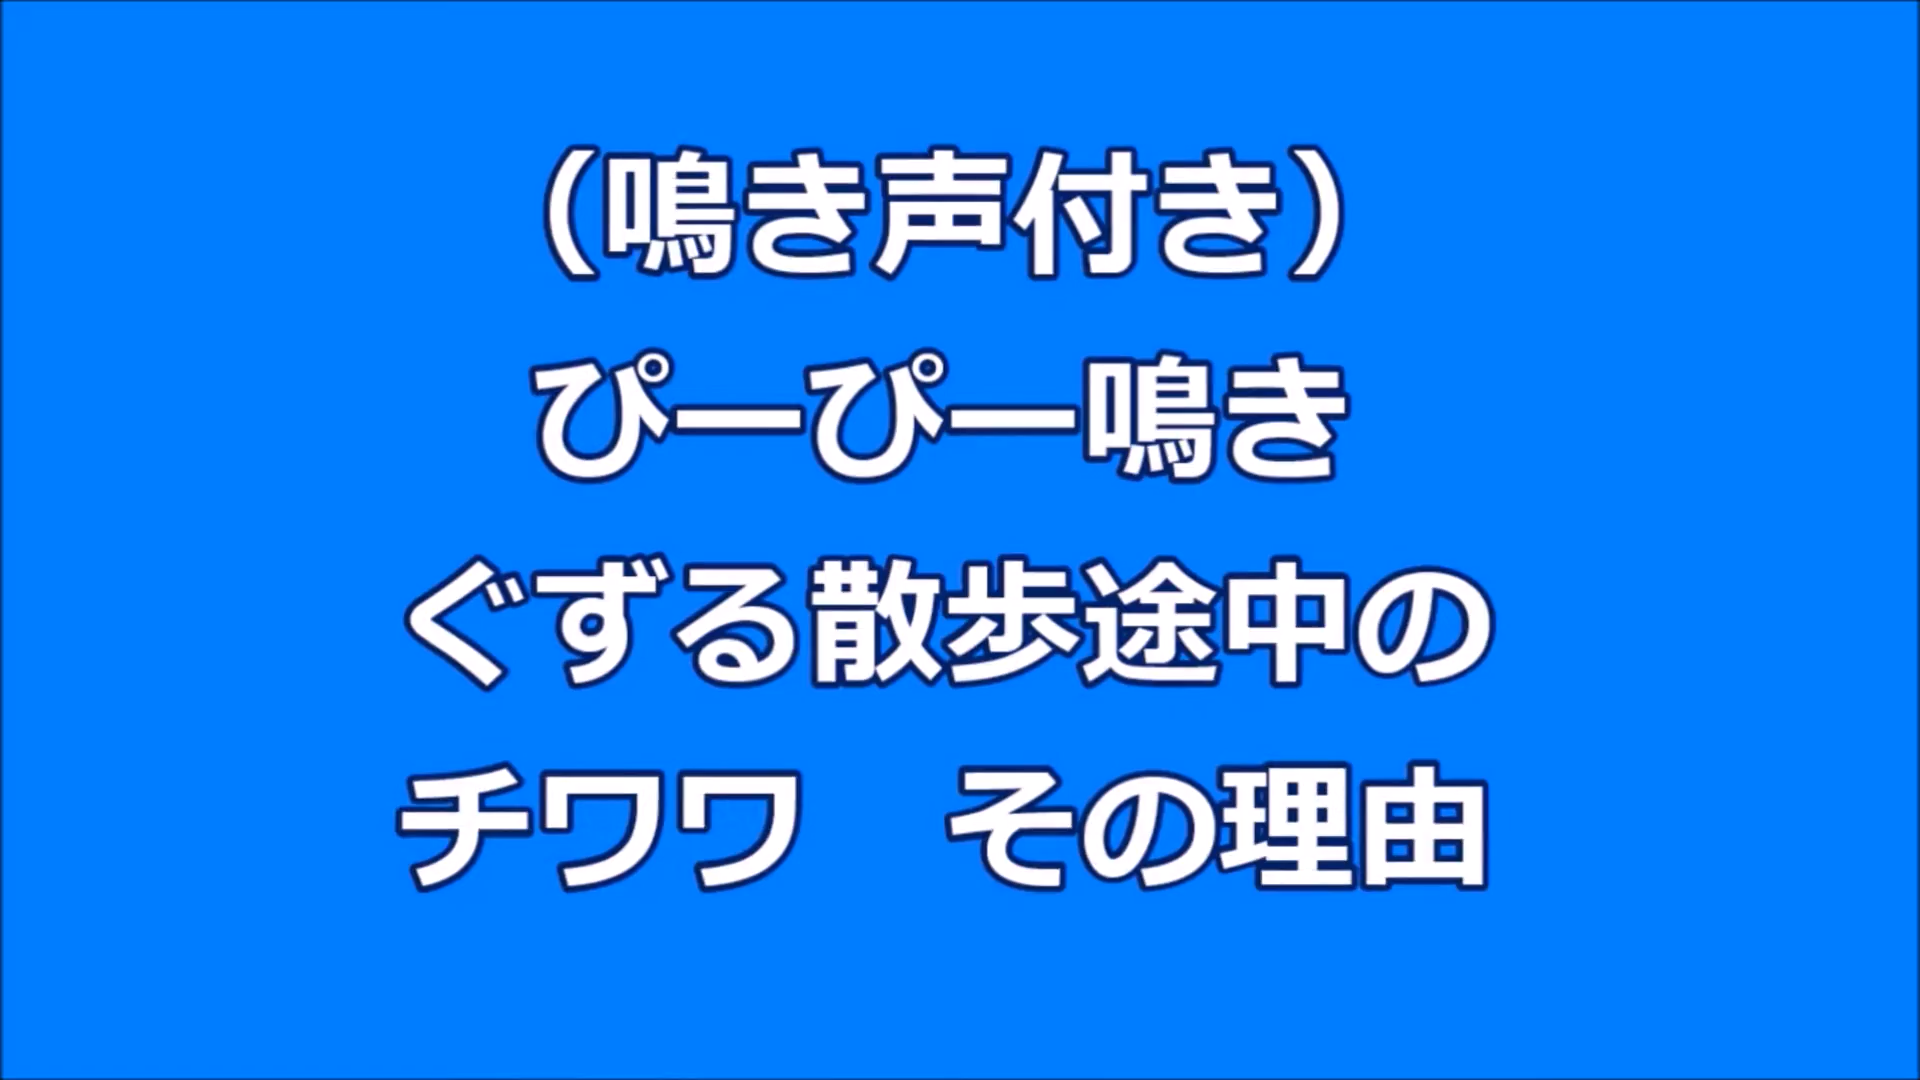 （鳴き声付き）
ぴーぴー鳴き
ぐずる散歩途中の
チワワ　その理由